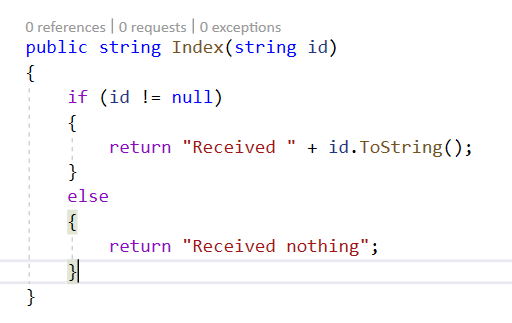 0 references | 0 requests | 0 exceptions
public string Index(string id)
{
    if (id != null)
    {
        return "Received " + id.ToString();
    }
    else
    {
        return "Received nothing";
    }
}